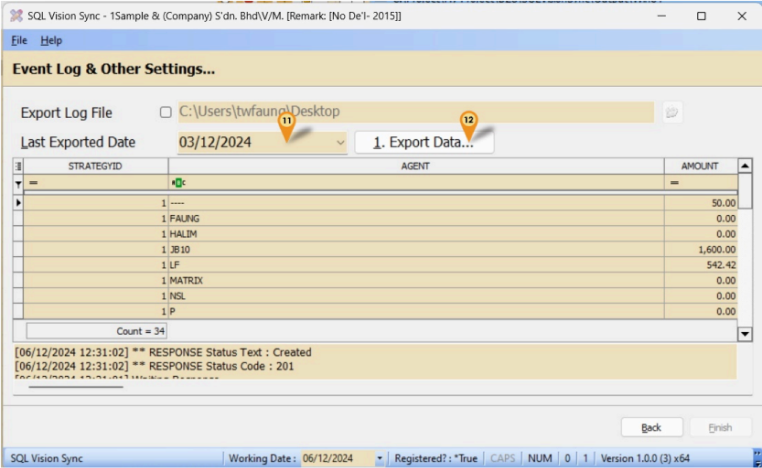 SQL Vision Sync - 1Sample & (Company) S'dn. Bhd\V/M. [Remark: [No De'l- 2015]]
File Help
Event Log & Other Settings...
Export Log File C:\Users\twfaung\Desktop
11 12
Last Exported Date 03/12/2024 1. Export Data...
STRATEGYID AGENT AMOUNT
= =
1 ---- 50.00
1 FAUNG 0.00
1 HALIM 0.00
1 JB10 1,600.00
1 LF 542.42
1 MATRIX 0.00
1 NSL 0.00
1 P 0.00
Count = 34
[06/12/2024 12:31:02] ** RESPONSE Status Text : Created
[06/12/2024 12:31:02] ** RESPONSE Status Code : 201
Back Finish
SQL Vision Sync Working Date : 06/12/2024 Registered? : *True CAPS NUM 0 1 Version 1.0.0 (3) x64